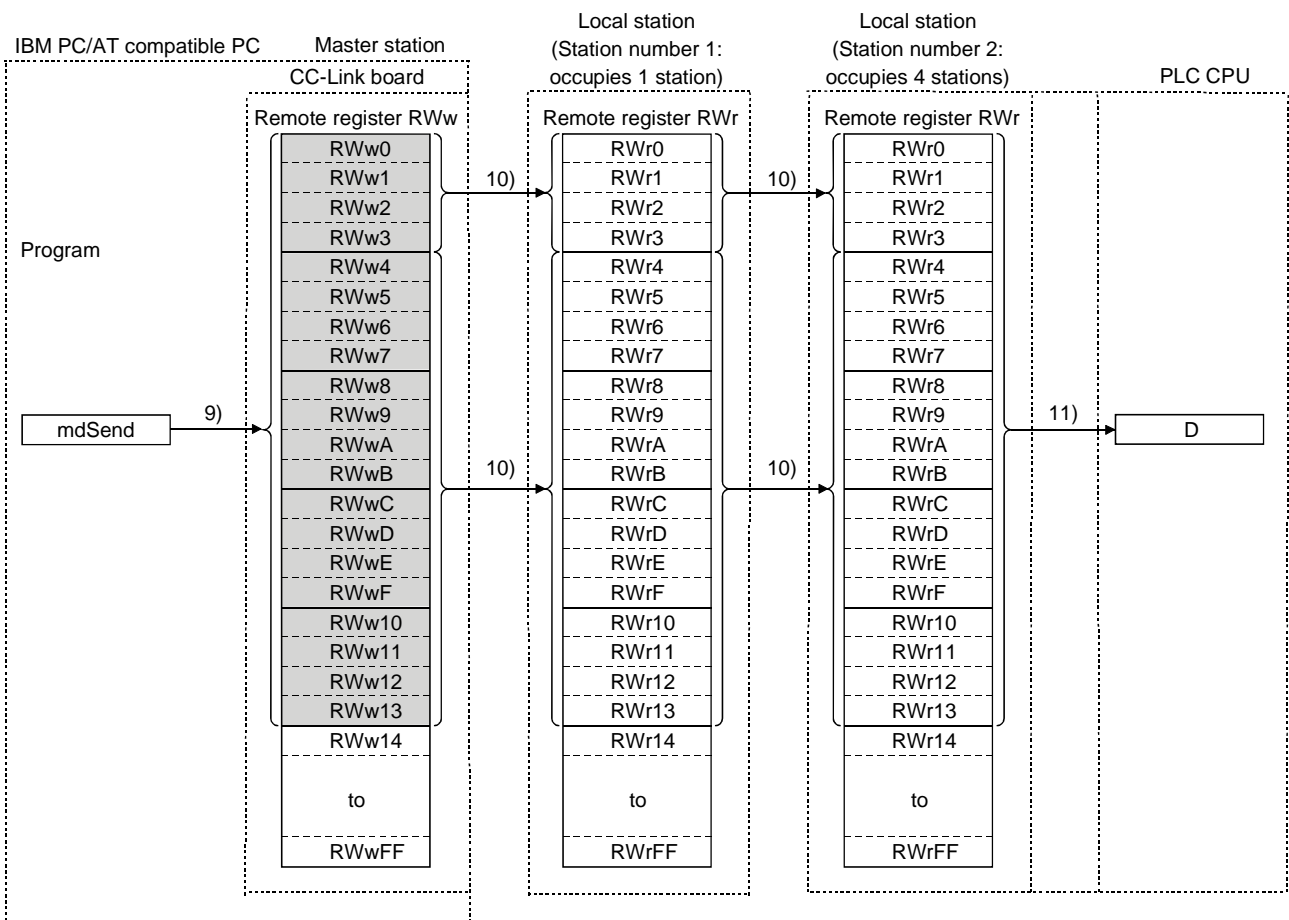 IBM PC/AT compatible PC
Master station
CC-Link board
Local station
(Station number 1:
occupies 1 station)
Local station
(Station number 2:
occupies 4 stations)
PLC CPU
Program
mdSend
9)
Remote register RWw
RWw0
RWw1
RWw2
RWw3
RWw4
RWw5
RWw6
RWw7
RWw8
RWw9
RWwA
RWwB
RWwC
RWwD
RWwE
RWwF
RWw10
RWw11
RWw12
RWw13
RWw14
to
RWwFF
10)
10)
Remote register RWr
RWr0
RWr1
RWr2
RWr3
RWr4
RWr5
RWr6
RWr7
RWr8
RWr9
RWrA
RWrB
RWrC
RWrD
RWrE
RWrF
RWr10
RWr11
RWr12
RWr13
RWr14
to
RWrFF
10)
10)
Remote register RWr
RWr0
RWr1
RWr2
RWr3
RWr4
RWr5
RWr6
RWr7
RWr8
RWr9
RWrA
RWrB
RWrC
RWrD
RWrE
RWrF
RWr10
RWr11
RWr12
RWr13
RWr14
to
RWrFF
11)
D